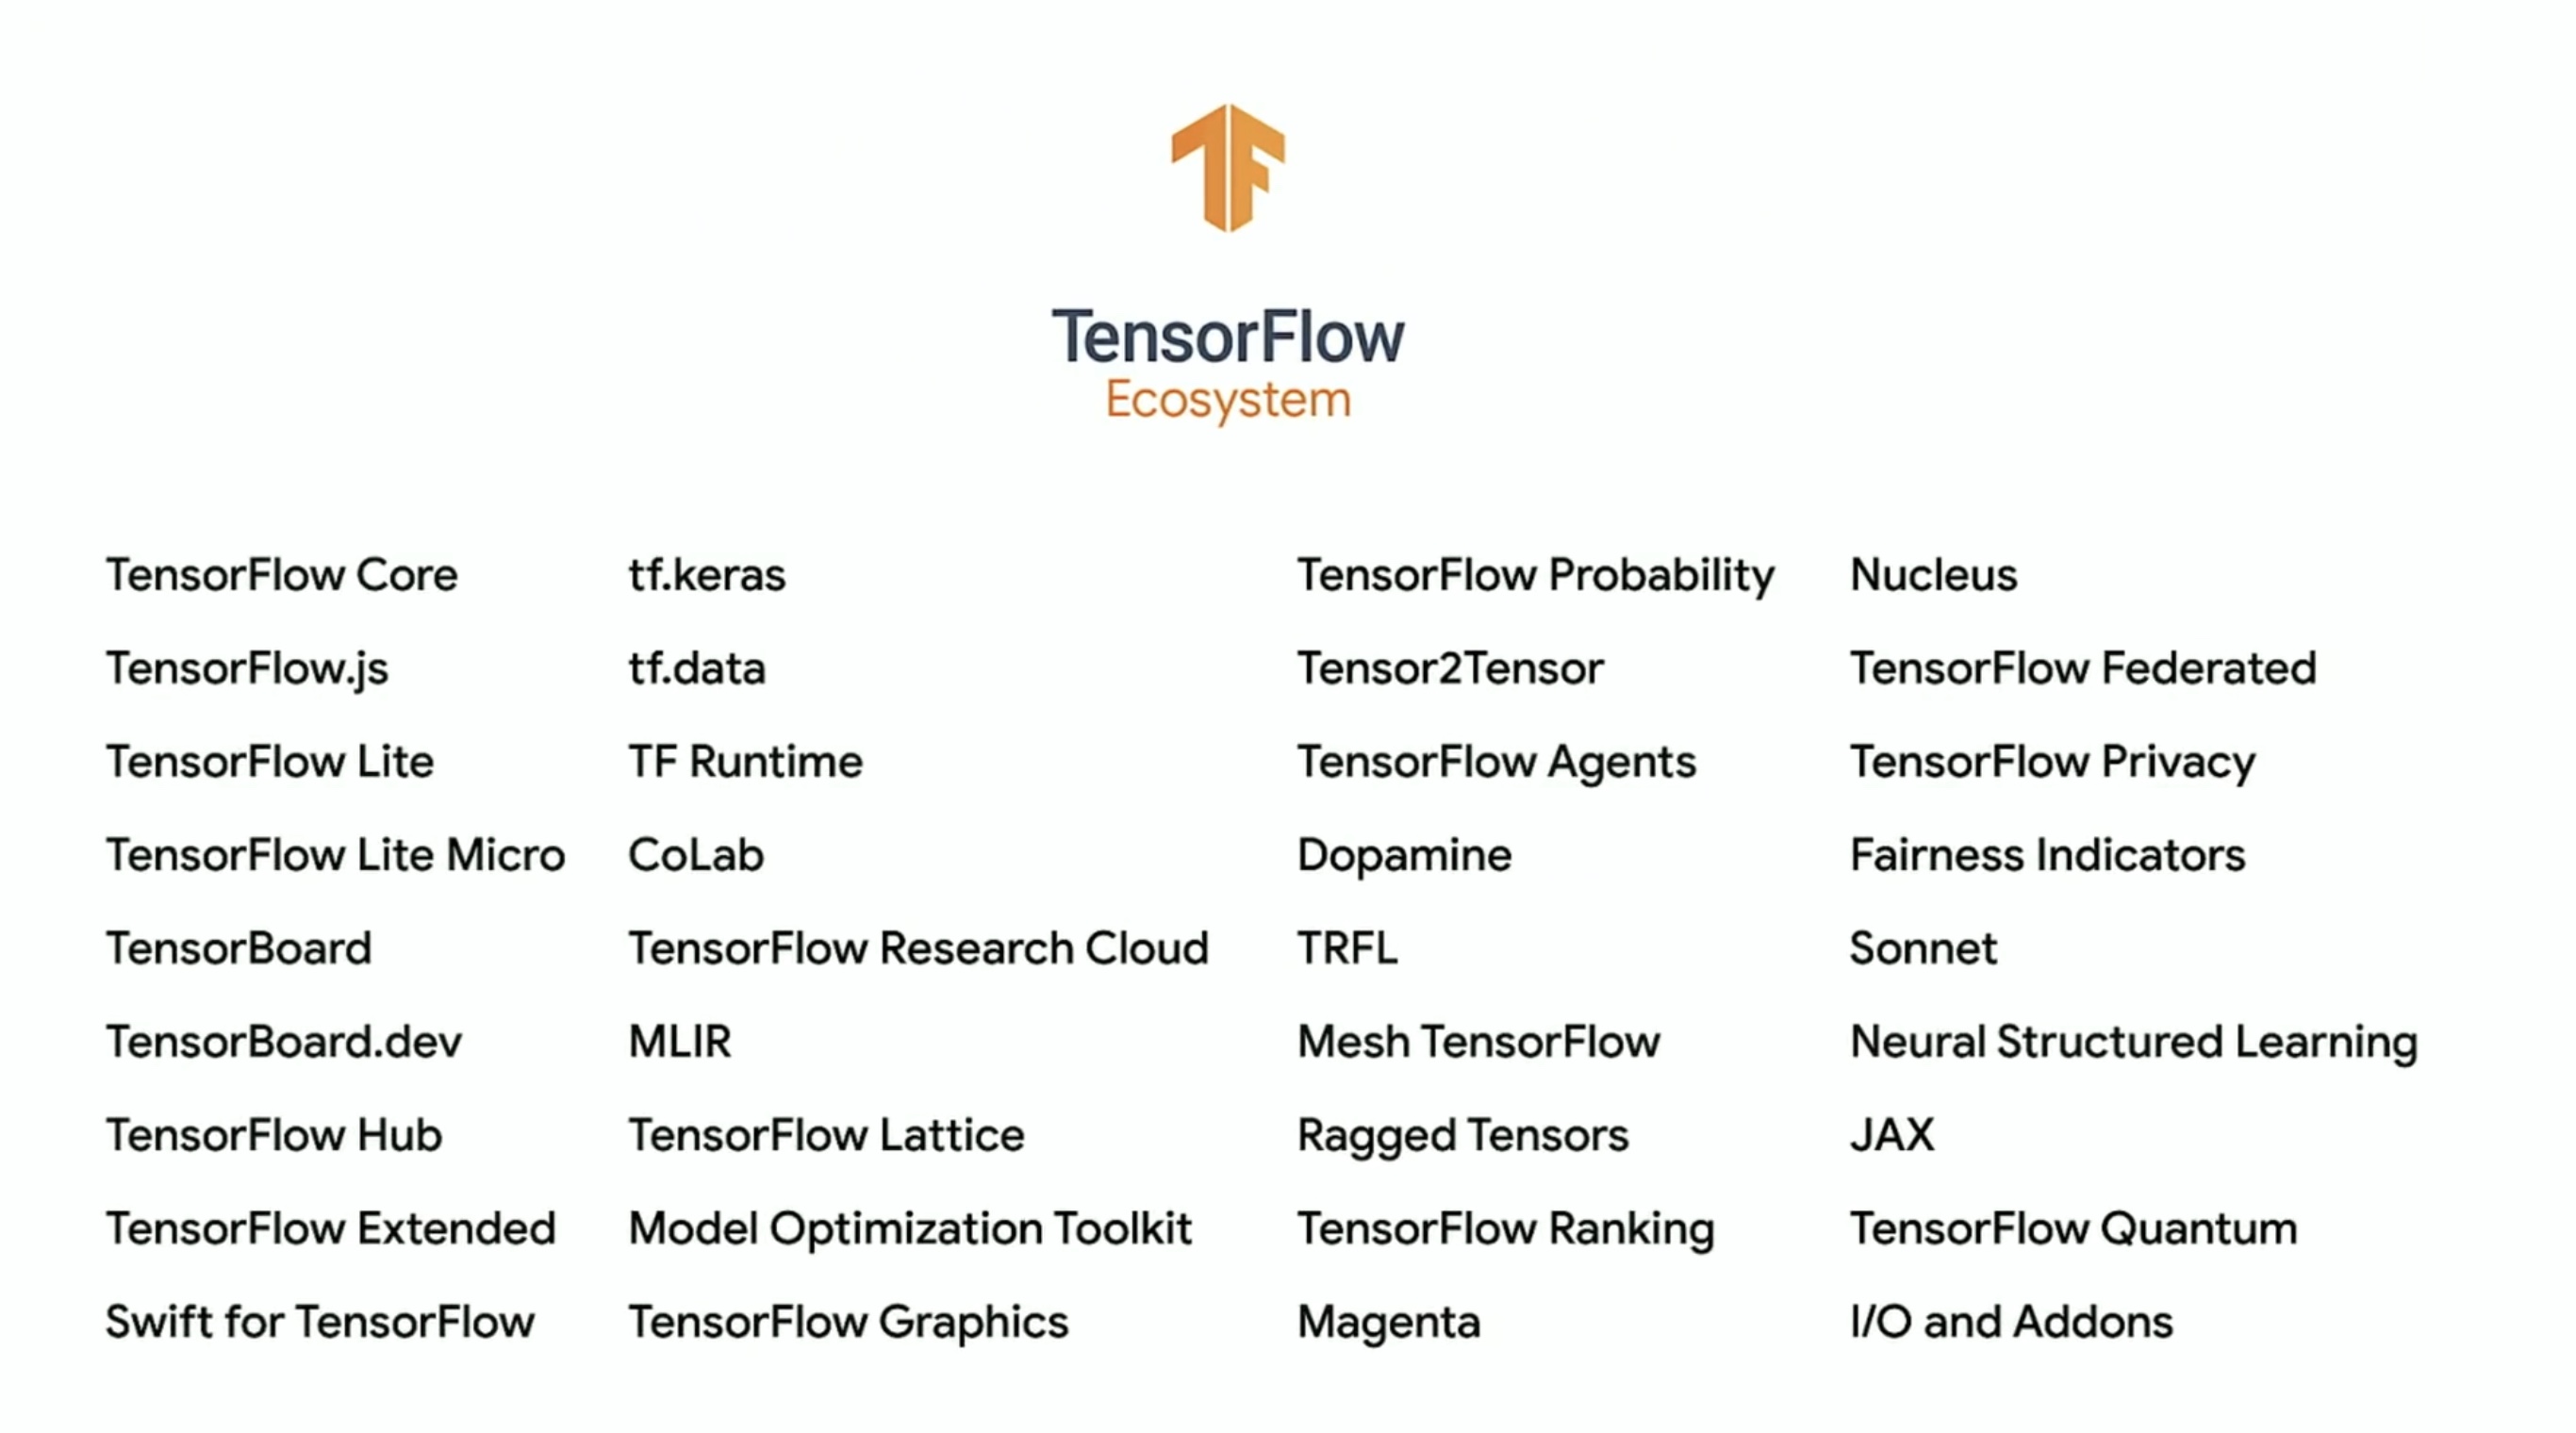 TensorFlow
Ecosystem
TensorFlow Core
TensorFlow.js
TensorFlow Lite
TensorFlow Lite Micro
TensorBoard
TensorBoard.dev
TensorFlow Hub
TensorFlow Extended
Swift for TensorFlow
tf.keras
tf.data
TF Runtime
CoLab
TensorFlow Research Cloud
MLIR
TensorFlow Lattice
Model Optimization Toolkit
TensorFlow Graphics
TensorFlow Probability
Tensor2Tensor
TensorFlow Agents
Dopamine
TRFL
Mesh TensorFlow
Ragged Tensors
TensorFlow Ranking
Magenta
Nucleus
TensorFlow Federated
TensorFlow Privacy
Fairness Indicators
Sonnet
Neural Structured Learning
JAX
TensorFlow Quantum
I/O and Addons